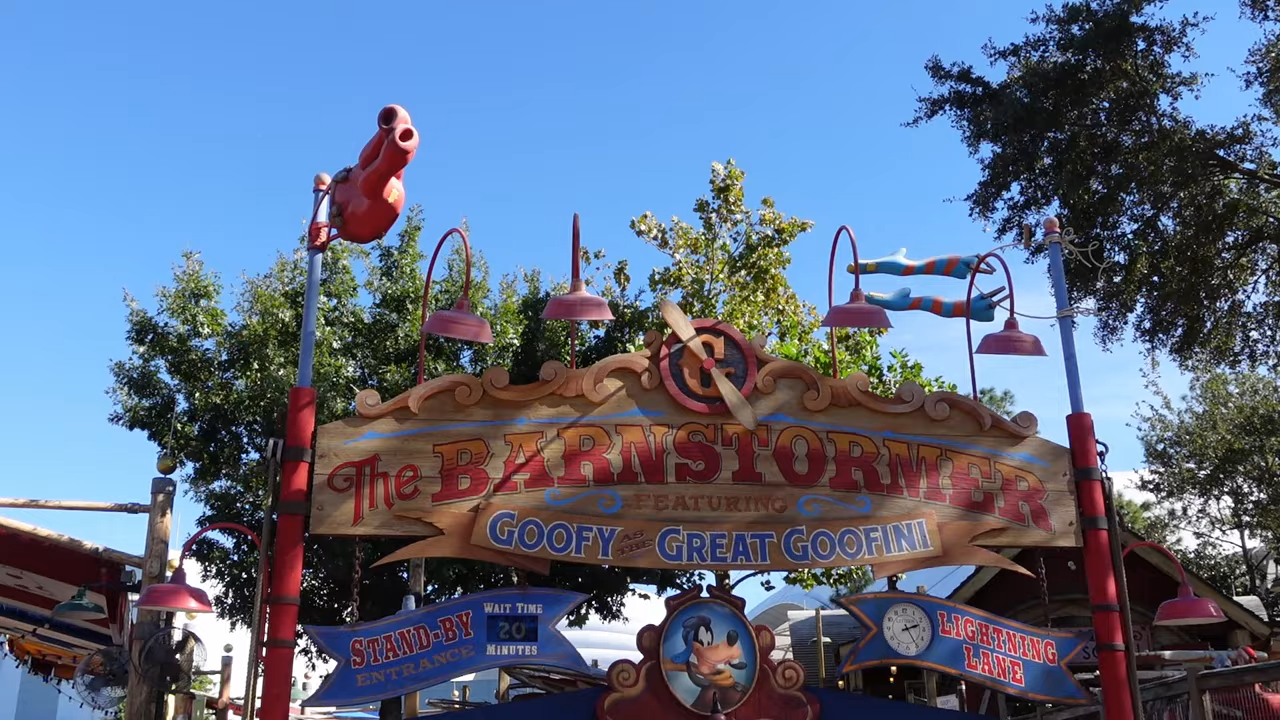 G
The BARNSTORMER
FEATURING
GOOFY AS THE GREAT GOOFINI
STAND-BY
ENTRANCE
WAIT TIME
20
MINUTES
LIGHTNING
LANE